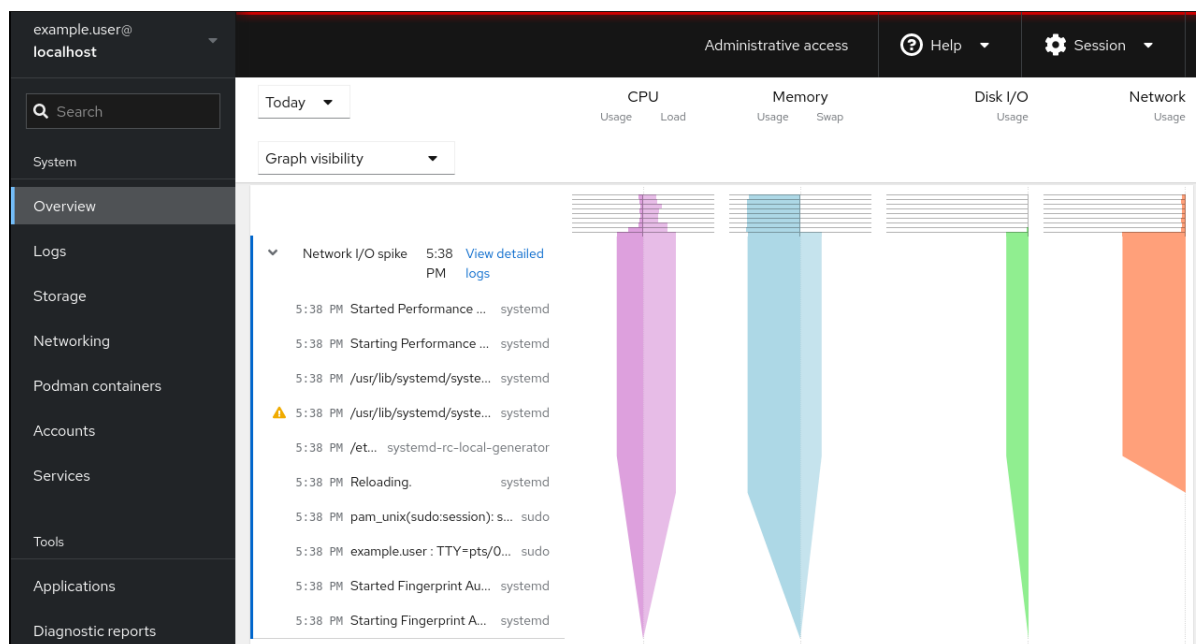 example.user@
localhost
Administrative access
Help
Session
Search
System
Overview
Logs
Storage
Networking
Podman containers
Accounts
Services
Tools
Applications
Diagnostic reports
Today
Graph visibility
CPU
Usage Load
Memory
Usage Swap
Disk I/O
Usage
Network
Usage
Network I/O spike 5:38 PM View detailed logs
5:38 PM Started Performance ... systemd
5:38 PM Starting Performance ... systemd
5:38 PM /usr/lib/systemd/syste... systemd
5:38 PM /usr/lib/systemd/syste... systemd
5:38 PM /et... systemd-rc-local-generator
5:38 PM Reloading. systemd
5:38 PM pam_unix(sudo:session): s... sudo
5:38 PM example.user : TTY=pts/0... sudo
5:38 PM Started Fingerprint Au... systemd
5:38 PM Starting Fingerprint A... systemd